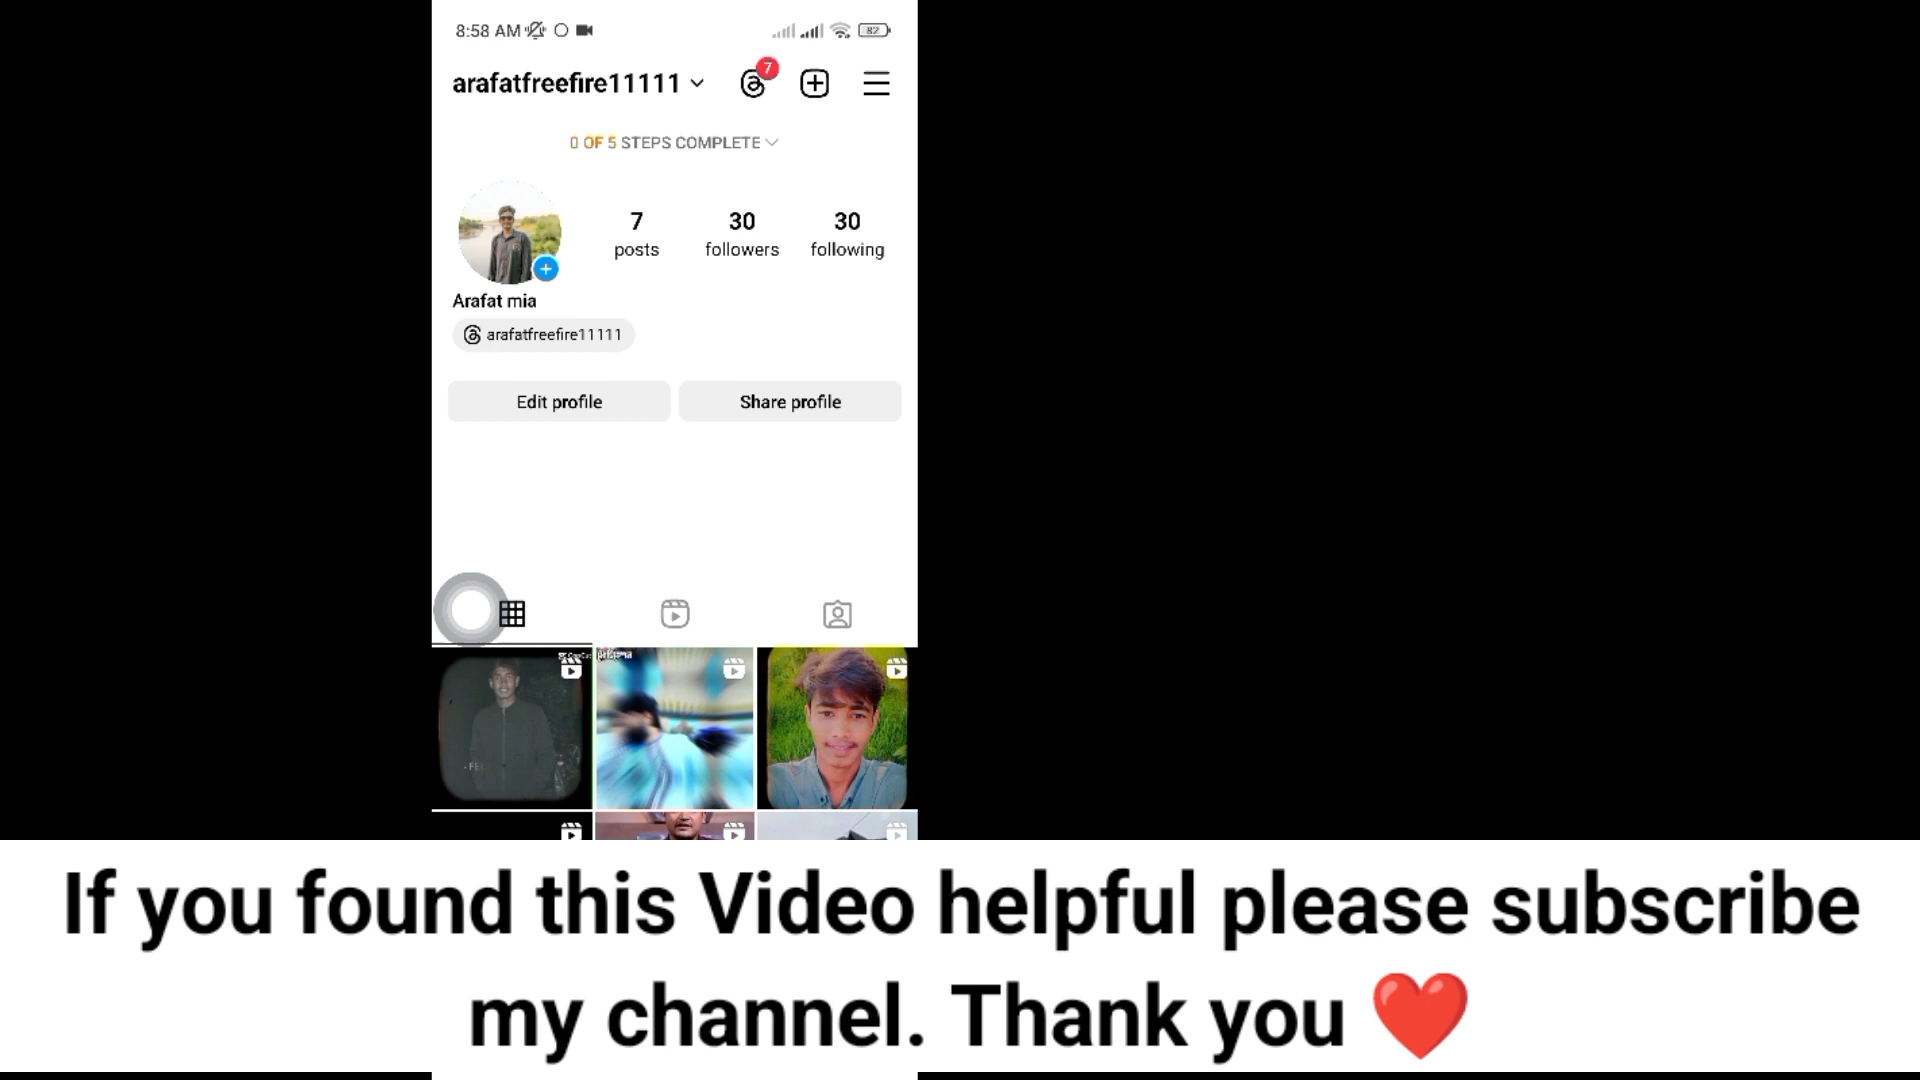 8:58 AM
82
arafatfreefire11111
7
0 OF 5 STEPS COMPLETE
7 30 30
posts followers following
Arafat mia
arafatfreefire11111
Edit profile Share profile
If you found this Video helpful please subscribe
my channel. Thank you ❤️